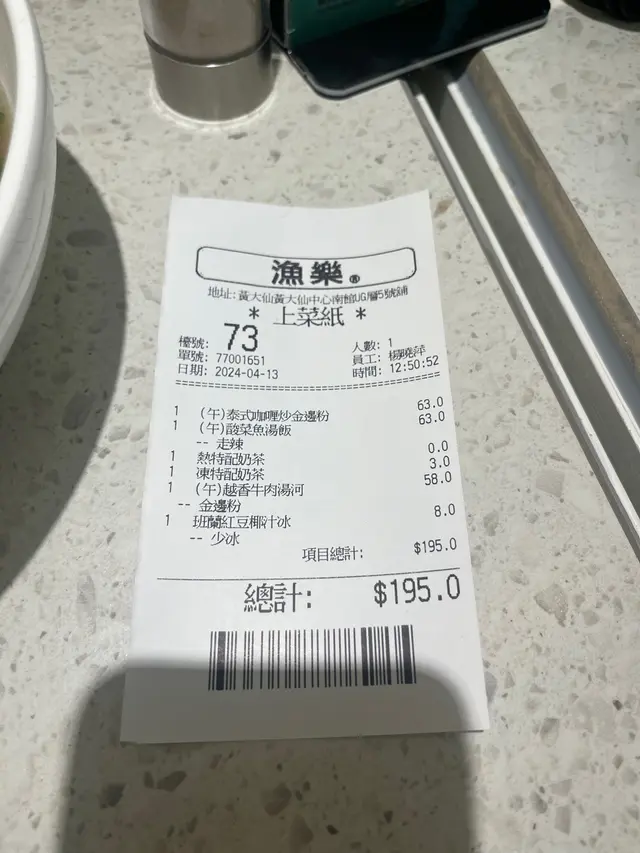 漁樂®
地址:黃大仙黃大仙中心南館UG層5號舖
* 上菜紙 *
檯號: 73 人數: 1
單號: 77001651 員工: 楊曉萍
日期: 2024-04-13 時間: 12:50:52
1 (午)泰式咖喱炒金邊粉 63.0
1 (午)酸菜魚湯飯 63.0
-- 走辣
1 熱特配奶茶 0.0
1 凍特配奶茶 3.0
1 (午)越香牛肉湯河 58.0
-- 金邊粉
1 班蘭紅豆椰汁冰 8.0
-- 少冰
項目總計: $195.0
總計: $195.0